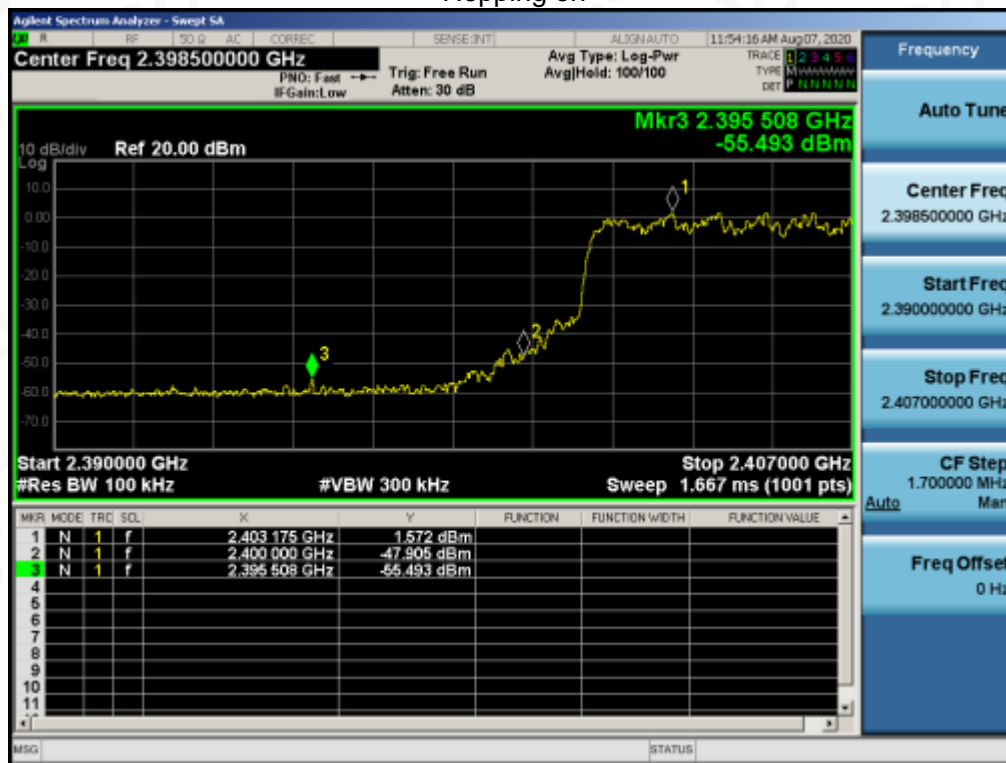 Hopping on
Agilent Spectrum Analyzer - Swept SA
RF 50 Ω AC CORREC SENSE:INT ALIGNAUTO 11:54:16 AM Aug 07, 2020
Center Freq 2.398500000 GHz
PNO: Fast
IFGain:Low
Trig: Free Run
Atten: 30 dB
Avg Type: Log-Pwr
Avg|Hold: 100/100
TRACE 1 2 3 4 5 6
TYPE M
DET P N N N N N
Mkr3 2.395 508 GHz
-55.493 dBm
10 dB/div Ref 20.00 dBm
Log
10.0
0.00
-10.0
-20.0
-30.0
-40.0
-50.0
-60.0
-70.0
1
2
3
Start 2.390000 GHz Stop 2.407000 GHz
#Res BW 100 kHz #VBW 300 kHz Sweep 1.667 ms (1001 pts)
MKR MODE TRC SCL X Y FUNCTION FUNCTION WIDTH FUNCTION VALUE
1 N 1 f 2.403 175 GHz 1.572 dBm
2 N 1 f 2.400 000 GHz -47.905 dBm
3 N 1 f 2.395 508 GHz -55.493 dBm
4
5
6
7
8
9
10
11
MSG STATUS
Frequency
Auto Tune
Center Freq
2.398500000 GHz
Start Freq
2.390000000 GHz
Stop Freq
2.407000000 GHz
CF Step
1.700000 MHz
Auto Man
Freq Offset
0 Hz